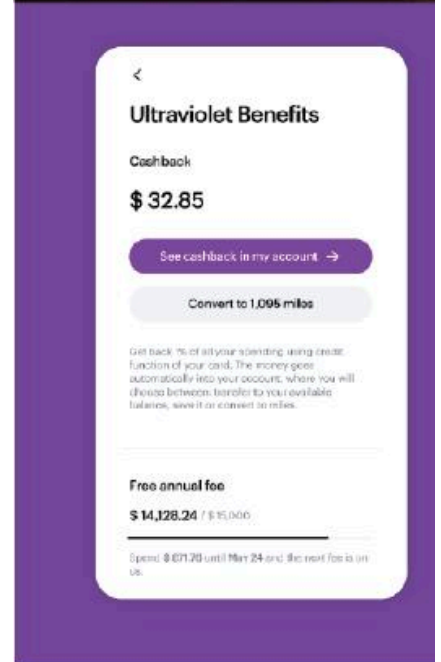 Ultraviolet Benefits
Cashback
$ 32.85
See cashback in my account →
Convert to 1,095 miles
Get back 1% of all your spending using credit
function of your card. The money goes
automatically into your account, where you will
choose between: transfer to your available
balance, save it or convert to miles.
Free annual fee
$ 14,128.24 / $ 15,000
Spend $ 871.76 until May 24 and the next fee is on
us.